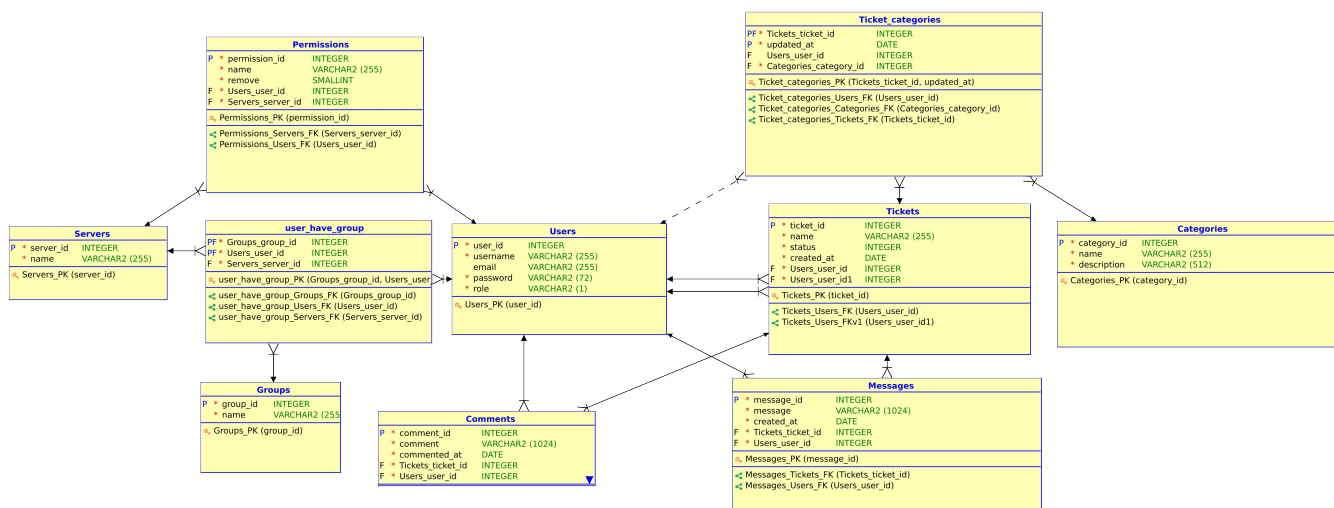 Permissions
P * permission_id INTEGER
* name VARCHAR2 (255)
* remove SMALLINT
F * Users_user_id INTEGER
F * Servers_server_id INTEGER
Permissions_PK (permission_id)
Permissions_Servers_FK (Servers_server_id)
Permissions_Users_FK (Users_user_id)
Ticket_categories
PF * Tickets_ticket_id INTEGER
P * updated_at DATE
F Users_user_id INTEGER
F * Categories_category_id INTEGER
Ticket_categories_PK (Tickets_ticket_id, updated_at)
Ticket_categories_Users_FK (Users_user_id)
Ticket_categories_Categories_FK (Categories_category_id)
Ticket_categories_Tickets_FK (Tickets_ticket_id)
Servers
P * server_id INTEGER
* name VARCHAR2 (255)
Servers_PK (server_id)
user_have_group
PF * Groups_group_id INTEGER
PF * Users_user_id INTEGER
F * Servers_server_id INTEGER
user_have_group_PK (Groups_group_id, Users_user
user_have_group_Groups_FK (Groups_group_id)
user_have_group_Users_FK (Users_user_id)
user_have_group_Servers_FK (Servers_server_id)
Users
P * user_id INTEGER
* username VARCHAR2 (255)
email VARCHAR2 (255)
* password VARCHAR2 (72)
* role VARCHAR2 (1)
Users_PK (user_id)
Tickets
P * ticket_id INTEGER
* name VARCHAR2 (255)
* status INTEGER
* created_at DATE
F * Users_user_id INTEGER
F * Users_user_id1 INTEGER
Tickets_PK (ticket_id)
Tickets_Users_FK (Users_user_id)
Tickets_Users_FKv1 (Users_user_id1)
Categories
P * category_id INTEGER
* name VARCHAR2 (255)
* description VARCHAR2 (512)
Categories_PK (category_id)
Groups
P * group_id INTEGER
* name VARCHAR2 (255
Groups_PK (group_id)
Comments
P * comment_id INTEGER
* comment VARCHAR2 (1024)
* commented_at DATE
F * Tickets_ticket_id INTEGER
F * Users_user_id INTEGER
Messages
P * message_id INTEGER
* message VARCHAR2 (1024)
* created_at DATE
F * Tickets_ticket_id INTEGER
F * Users_user_id INTEGER
Messages_PK (message_id)
Messages_Tickets_FK (Tickets_ticket_id)
Messages_Users_FK (Users_user_id)